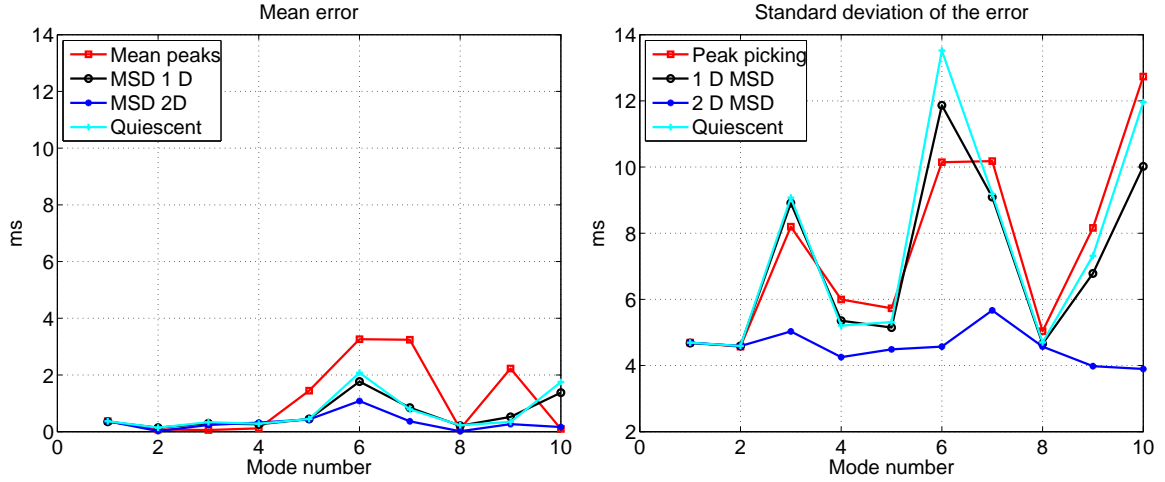 Mean error
14
12
10
8
6
4
2
0
ms
Mean peaks
MSD 1 D
MSD 2D
Quiescent
0 2 4 6 8 10
Mode number
Standard deviation of the error
14
12
10
8
6
4
2
ms
Peak picking
1 D MSD
2 D MSD
Quiescent
0 2 4 6 8 10
Mode number